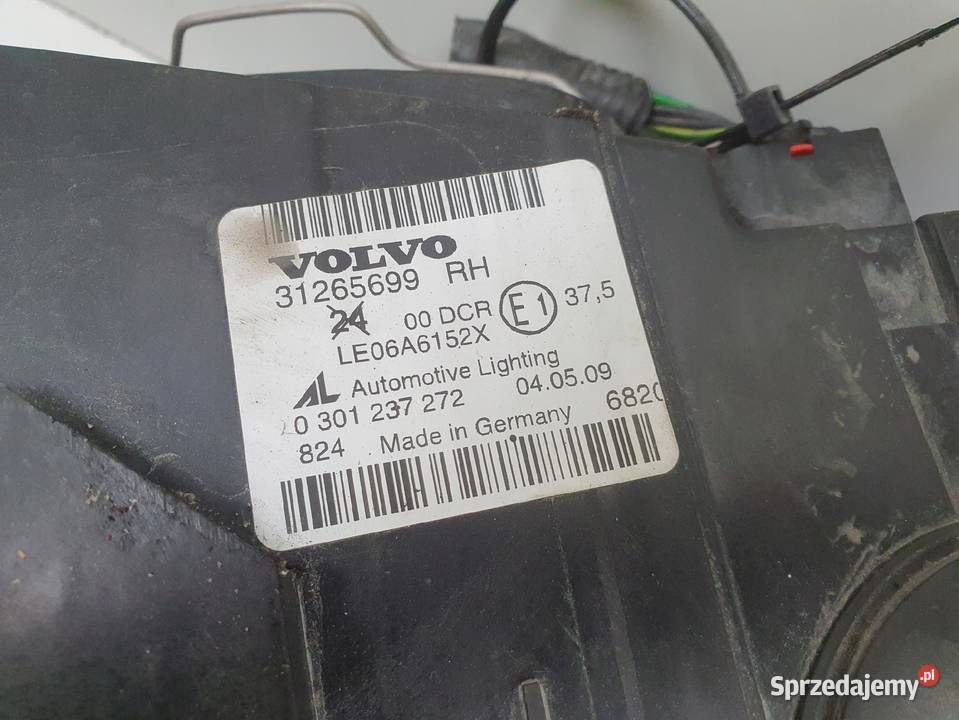 VOLVO
31265699 RH
24 00 DCR E1 37,5
LE06A6152X
AL Automotive Lighting
0 301 237 272 04.05.09
824 Made in Germany 6820
Sprzedajemy.pl